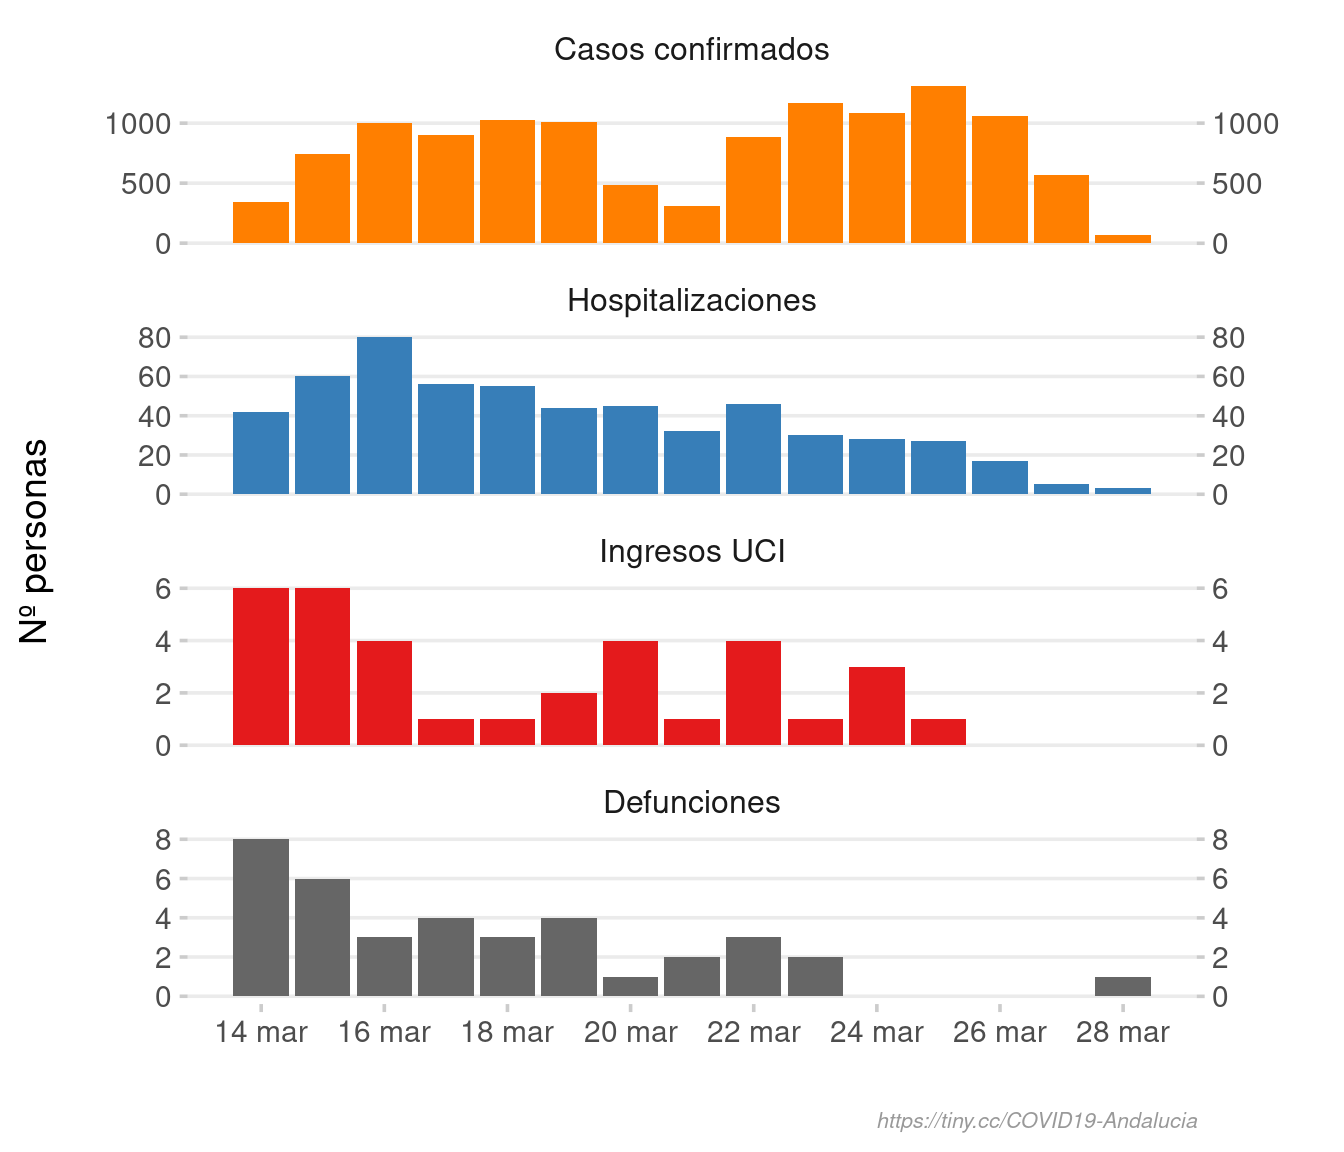 Casos confirmados
1000 1000
500 500
0 0
Hospitalizaciones
80 80
60 60
40 40
20 20
0 0
Nº personas
Ingresos UCI
6 6
4 4
2 2
0 0
Defunciones
8 8
6 6
4 4
2 2
0 0
14 mar 16 mar 18 mar 20 mar 22 mar 24 mar 26 mar 28 mar
https://tiny.cc/COVID19-Andalucia